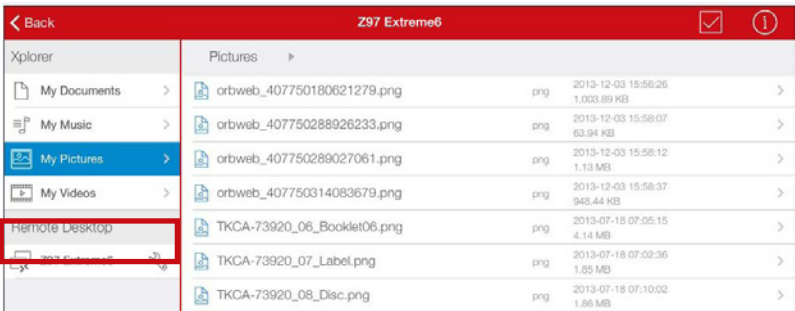 Back
Z97 Extreme6
Xplorer
Pictures
My Documents
My Music
My Pictures
My Videos
Remote Desktop
Z97 Extreme6
orbweb_407750180621279.png png 2013-12-03 15:56:26
1,003.89 KB
orbweb_407750288926233.png png 2013-12-03 15:58:07
63.94 KB
orbweb_407750289027061.png png 2013-12-03 15:58:12
1.13 MB
orbweb_407750314083679.png png 2013-12-03 15:58:37
948.44 KB
TKCA-73920_06_Booklet06.png png 2013-07-18 07:05:15
4.14 MB
TKCA-73920_07_Label.png png 2013-07-18 07:02:36
1.85 MB
TKCA-73920_08_Disc.png png 2013-07-18 07:10:02
1.86 MB